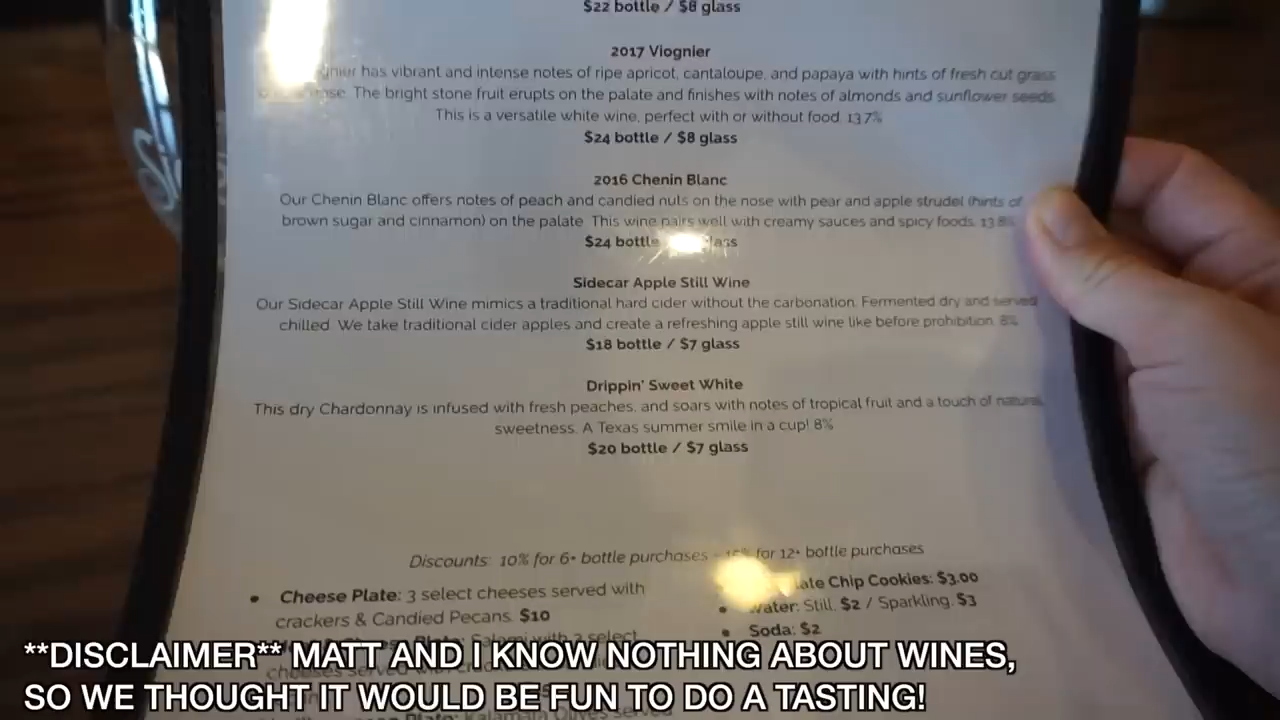 $22 bottle / $8 glass
2017 Viognier
has vibrant and intense notes of ripe apricot, cantaloupe, and papaya with hints of fresh cut grass
The bright stone fruit erupts on the palate and finishes with notes of almonds and sunflower seeds.
This is a versatile white wine, perfect with or without food. 13.7%
$24 bottle / $8 glass
2016 Chenin Blanc
Our Chenin Blanc offers notes of peach and candied nuts on the nose with pear and apple strudel (hints of
brown sugar and cinnamon) on the palate. This wine pairs well with creamy sauces and spicy foods. 13.8%
$24 bottle
Sidecar Apple Still Wine
Our Sidecar Apple Still Wine mimics a traditional hard cider without the carbonation. Fermented dry and served
chilled. We take traditional cider apples and create a refreshing apple still wine like before prohibition. 8%
$18 bottle / $7 glass
Drippin' Sweet White
This dry Chardonnay is infused with fresh peaches, and soars with notes of tropical fruit and a touch of natural
sweetness. A Texas summer smile in a cup! 8%
$20 bottle / $7 glass
Discounts: 10% for 6+ bottle purchases - 15% for 12+ bottle purchases
• Cheese Plate: 3 select cheeses served with
crackers & Candied Pecans. $10
Chip Cookies: $3.00
• Water: Still, $2 / Sparkling, $3
• Soda: $2
**DISCLAIMER** MATT AND I KNOW NOTHING ABOUT WINES,
SO WE THOUGHT IT WOULD BE FUN TO DO A TASTING!